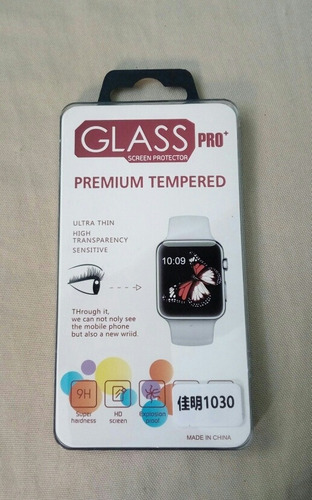 GLASS PRO+
SCREEN PROTECTOR
PREMIUM TEMPERED
ULTRA THIN
HIGH
TRANSPARENCY
SENSITIVE
10:09
THrough it,
we can not noly see
the mobile phone
but also a new wriid.
9H
Super
hardness
HD
screen
Explosion
proof
佳明1030
MADE IN CHINA